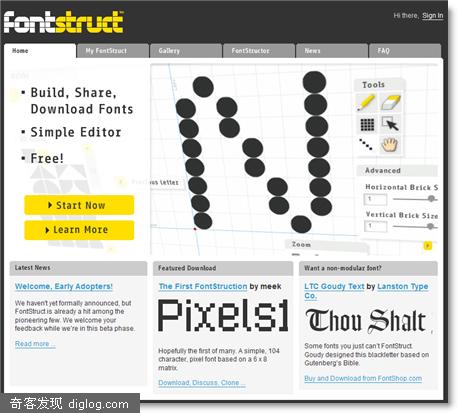 Fontstruct
Hi there, Sign In
Home
My FontStruct
Gallery
FontStructor
News
FAQ
▪ Build, Share,
Download Fonts
▪ Simple Editor
▪ Free!
Start Now
Learn More
Previous Letter
Tools
Advanced
Horizontal Brick S
1
Vertical Brick Size
1
Zoom
Latest News
Welcome, Early Adopters!
We haven't yet formally announced, but
FontStruct is already a hit among the
pioneering few. We welcome your
feedback while we're in this beta phase.
Read more ...
Featured Download
The First Font$truction by meek
Pixels1
Hopefully the first of many. A simple, 104
character, pixel font based on a 6 x 8
matrix.
Download, Discuss, Clone ...
Want a non-modular font?
LTC Goudy Text by Lanston Type
Co.
Thou Shalt
Some fonts you just can't FontStruct.
Goudy designed this blackletter based on
Gutenberg's Bible.
Buy and Download from FontShop.com
奇客发现 diglog.com